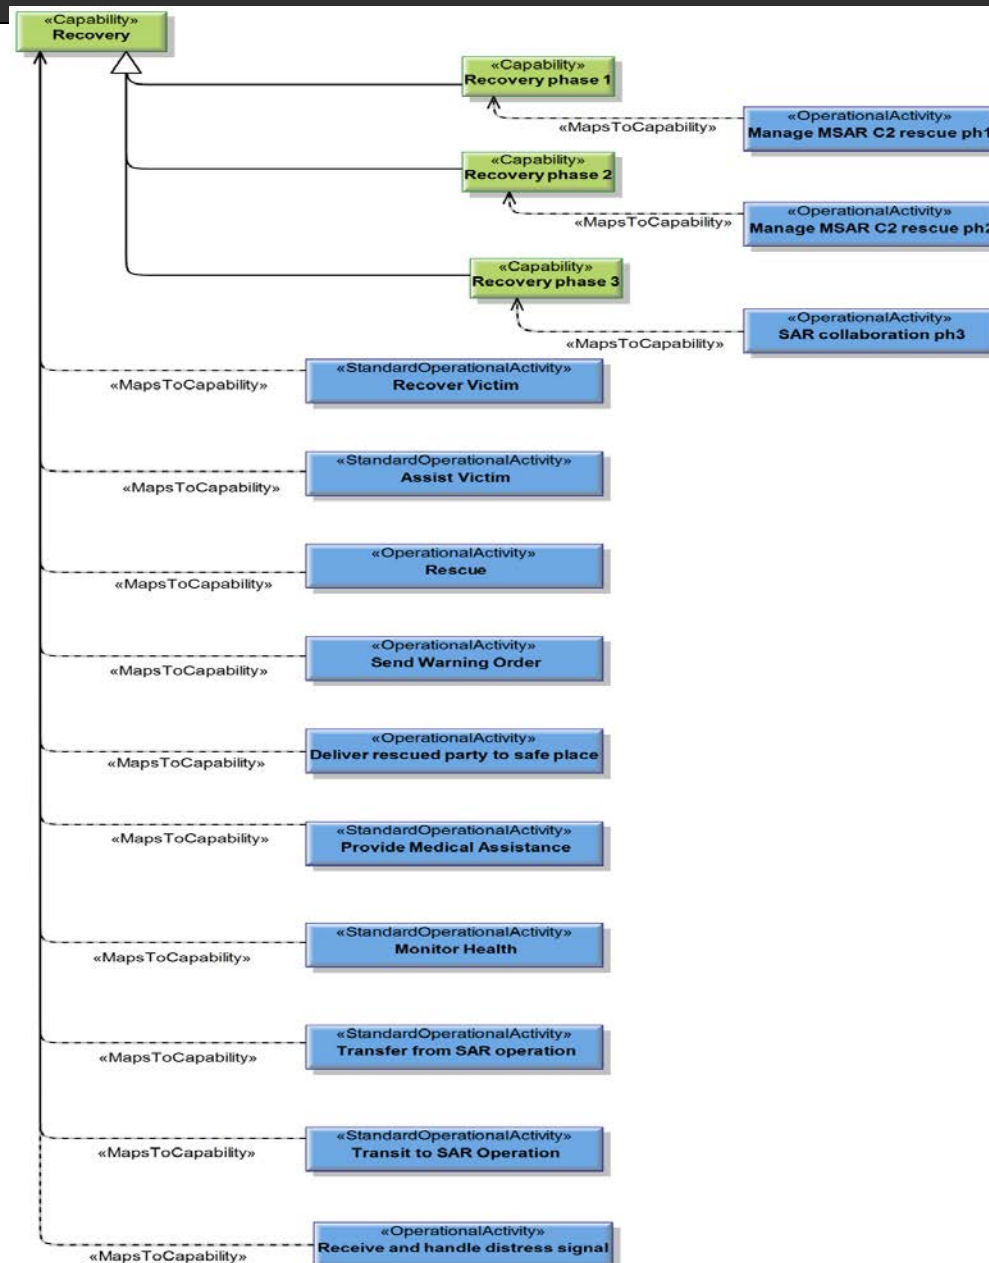 «Capability»
Recovery
«Capability»
Recovery phase 1
«MapsToCapability»
«OperationalActivity»
Manage MSAR C2 rescue ph1
«Capability»
Recovery phase 2
«MapsToCapability»
«OperationalActivity»
Manage MSAR C2 rescue ph2
«Capability»
Recovery phase 3
«MapsToCapability»
«OperationalActivity»
SAR collaboration ph3
«MapsToCapability»
«StandardOperationalActivity»
Recover Victim
«MapsToCapability»
«StandardOperationalActivity»
Assist Victim
«MapsToCapability»
«OperationalActivity»
Rescue
«MapsToCapability»
«OperationalActivity»
Send Warning Order
«MapsToCapability»
«OperationalActivity»
Deliver rescued party to safe place
«MapsToCapability»
«StandardOperationalActivity»
Provide Medical Assistance
«MapsToCapability»
«StandardOperationalActivity»
Monitor Health
«MapsToCapability»
«StandardOperationalActivity»
Transfer from SAR operation
«MapsToCapability»
«StandardOperationalActivity»
Transit to SAR Operation
«MapsToCapability»
«OperationalActivity»
Receive and handle distress signal
«MapsToCapability»